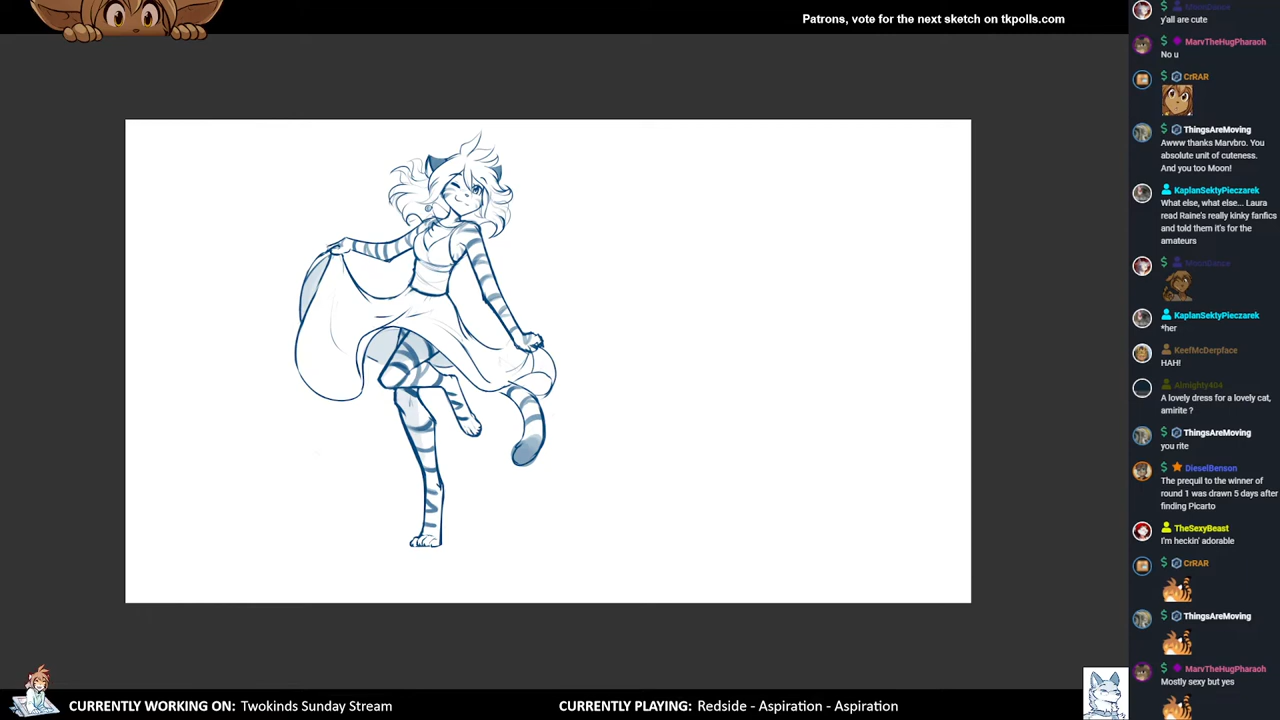 Patrons, vote for the next sketch on tkpolls.com
y'all are cute
MarvTheHugPharaoh
No u
CrRAR
ThingsAreMoving
Awww thanks Marvbro. You
absolute unit of cuteness.
And you too Moon!
KaplanSektyPieczarek
What else, what else... Laura
read Raine's really kinky fanfics
and told them it's for the
amateurs
KaplanSektyPieczarek
*her
KeefMcDerpface
HAH!
Almighty404
A lovely dress for a lovely cat,
amirite ?
ThingsAreMoving
you rite
DieselBenson
The prequil to the winner of
round 1 was drawn 5 days after
finding Picarto
TheSexyBeast
I'm heckin' adorable
CrRAR
ThingsAreMoving
MarvTheHugPharaoh
Mostly sexy but yes
CURRENTLY WORKING ON: Twokinds Sunday Stream
CURRENTLY PLAYING: Redside - Aspiration - Aspiration